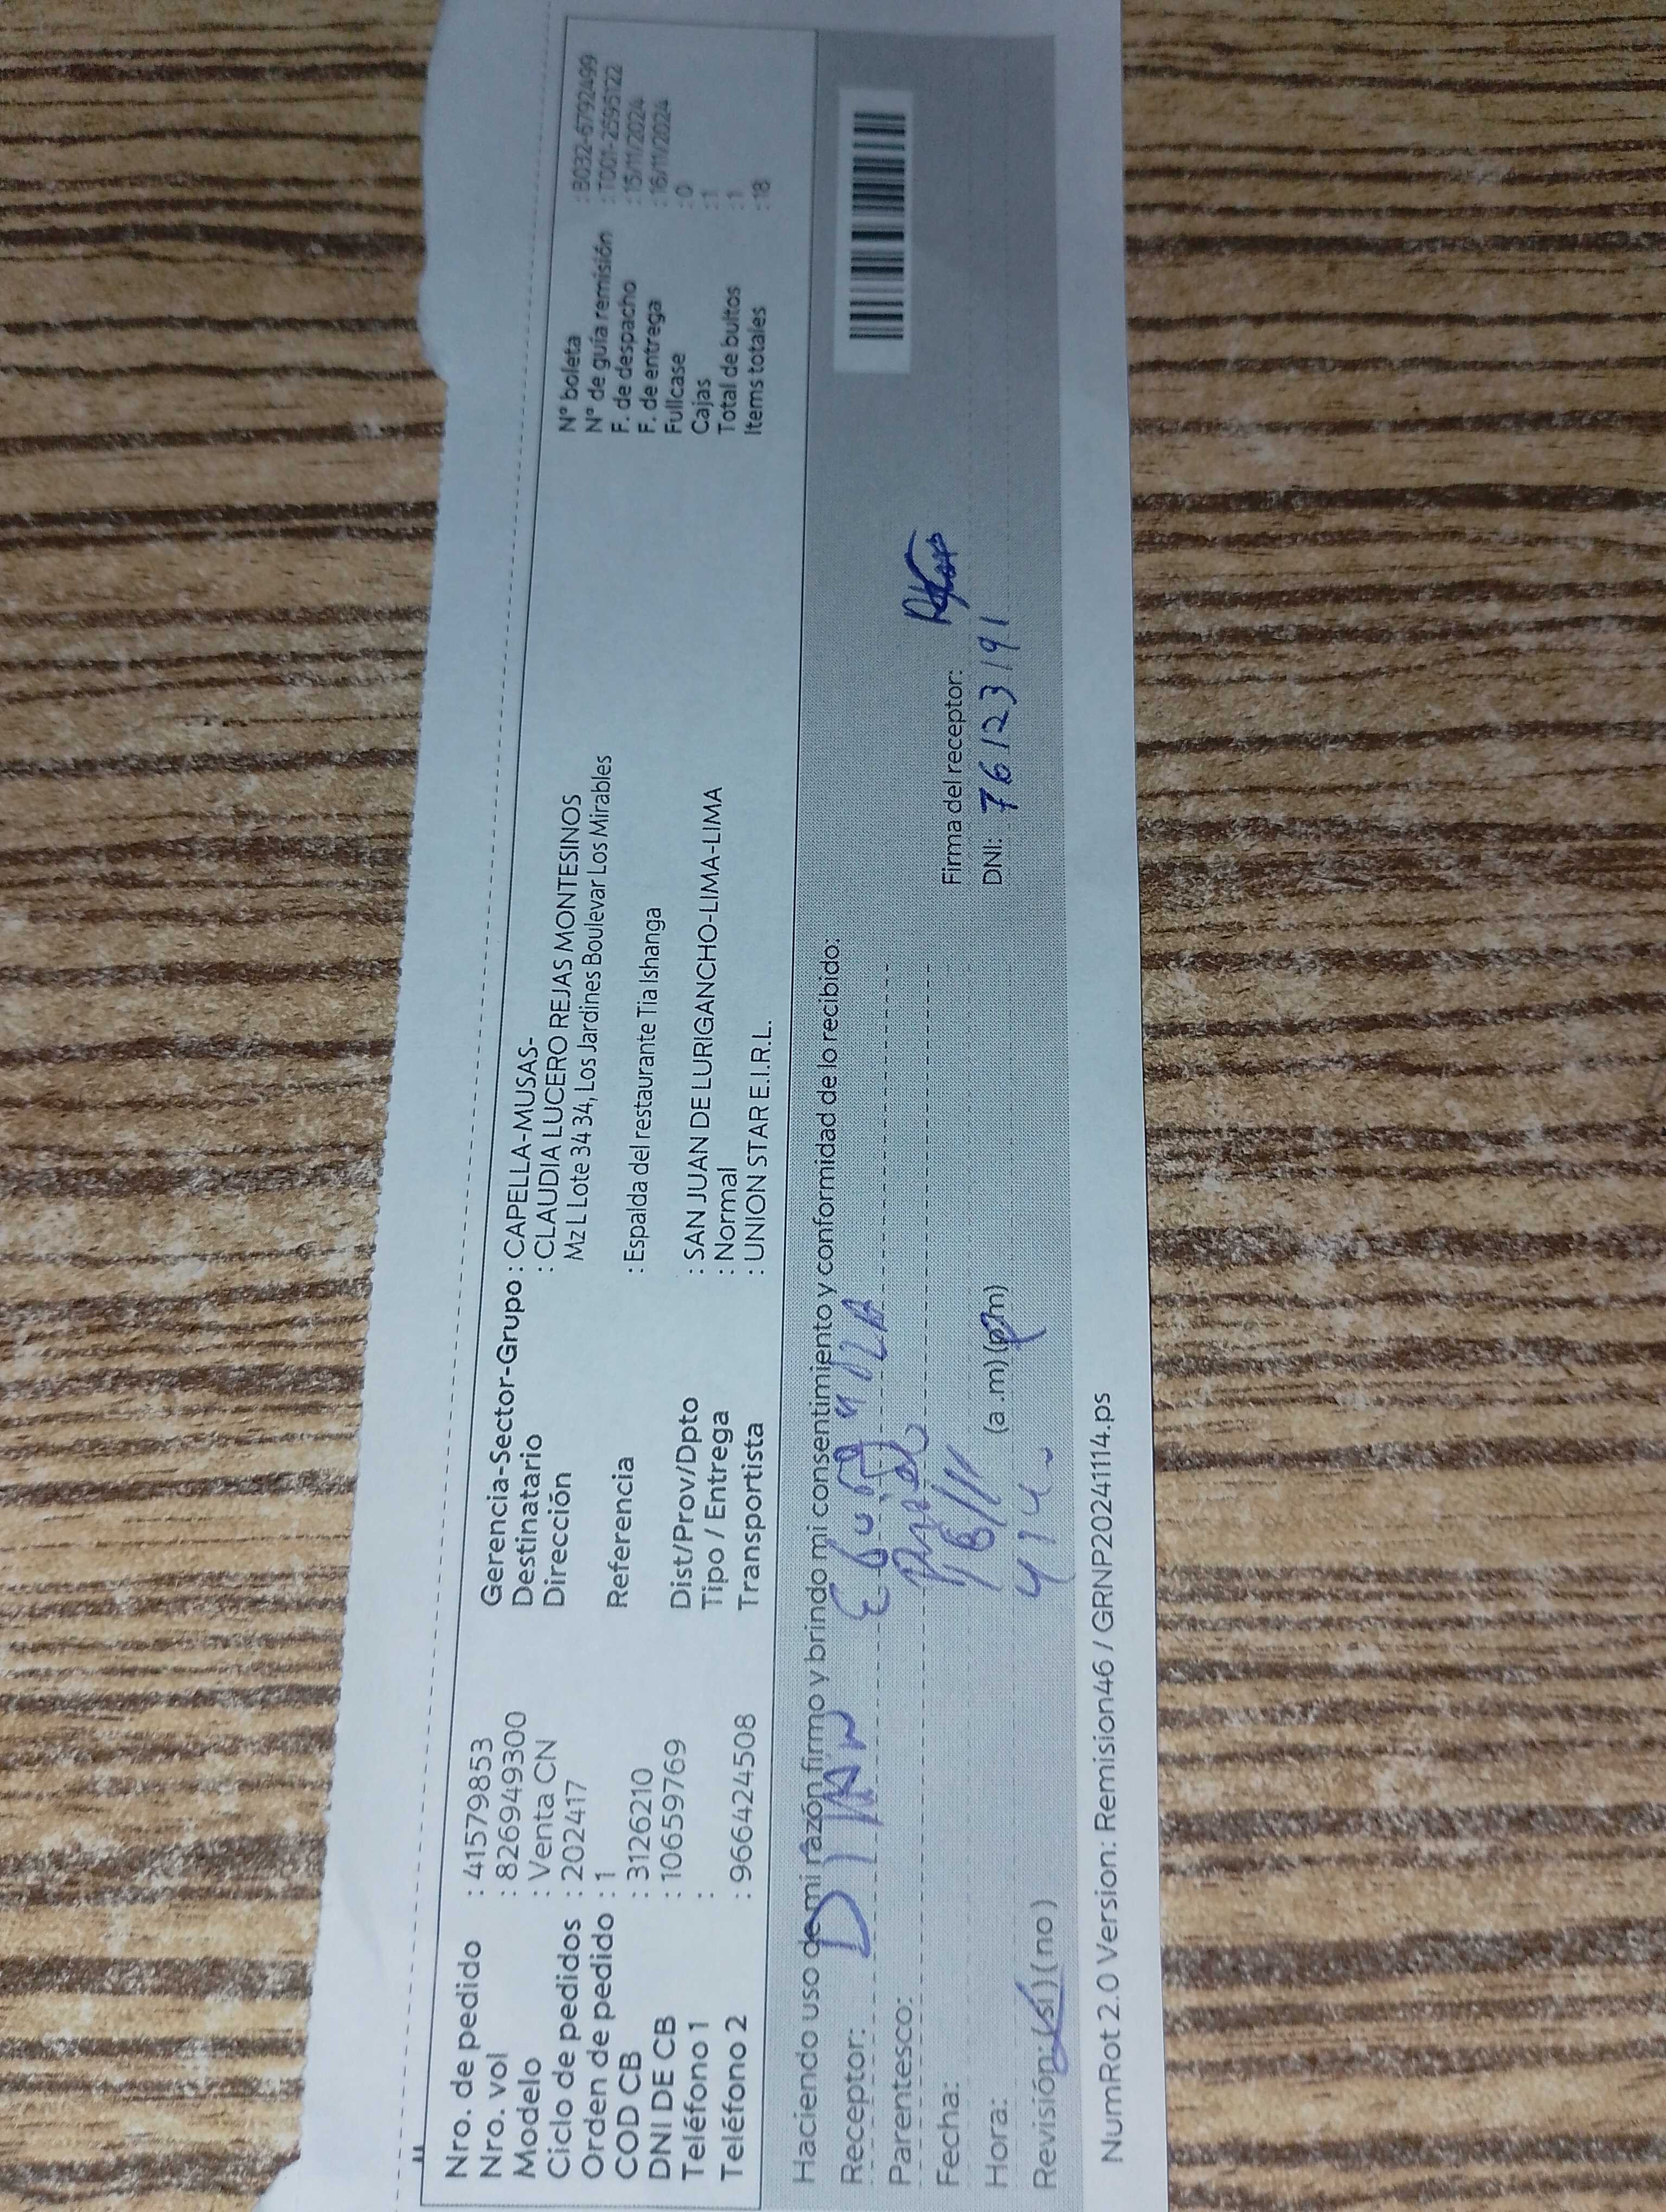 Nro. de pedido : 41579853
Nro. vol : 8269949300
Modelo : Venta CN
Ciclo de pedidos : 202417
Orden de pedido : 1
COD CB : 3126210
DNI DE CB : 10659769
Teléfono 1 :
Teléfono 2 : 966424508
Gerencia-Sector-Grupo : CAPELLA-MUSAS-
Destinatario : CLAUDIA LUCERO REJAS MONTESINOS
Dirección Mz L Lote 34 34, Los Jardines Boulevar Los Mirables
Referencia : Espalda del restaurante Tia Ishanga
Dist/Prov/Dpto : SAN JUAN DE LURIGANCHO-LIMA-LIMA
Tipo / Entrega : Normal
Transportista : UNION STAR E.I.R.L.
N° boleta : B032-6792499
N° de guía remisión : T001-2595122
F. de despacho : 15/11/2024
F. de entrega : 16/11/2024
Fullcase : 0
Cajas : 1
Total de bultos : 1
Items totales : 18
Haciendo uso de mi razón firmo y brindo mi consentimiento y conformidad de lo recibido:
Receptor:
Parentesco:
Fecha: 16/11
Hora: 414 (a .m) (p.m)
Revisión: (si) (no)
Firma del receptor:
DNI: 76123191
NumRot 2.0 Version: Remision46 / GRNP20241114.ps